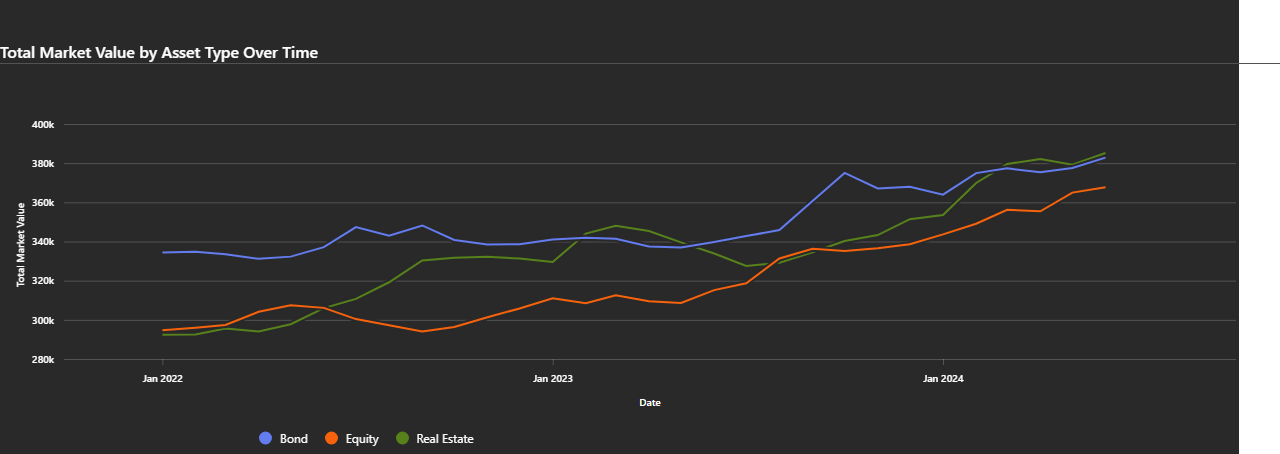 Total Market Value by Asset Type Over Time
400k
380k
360k
340k
320k
300k
280k
Total Market Value
Jan 2022 Jan 2023 Jan 2024
Date
Bond Equity Real Estate